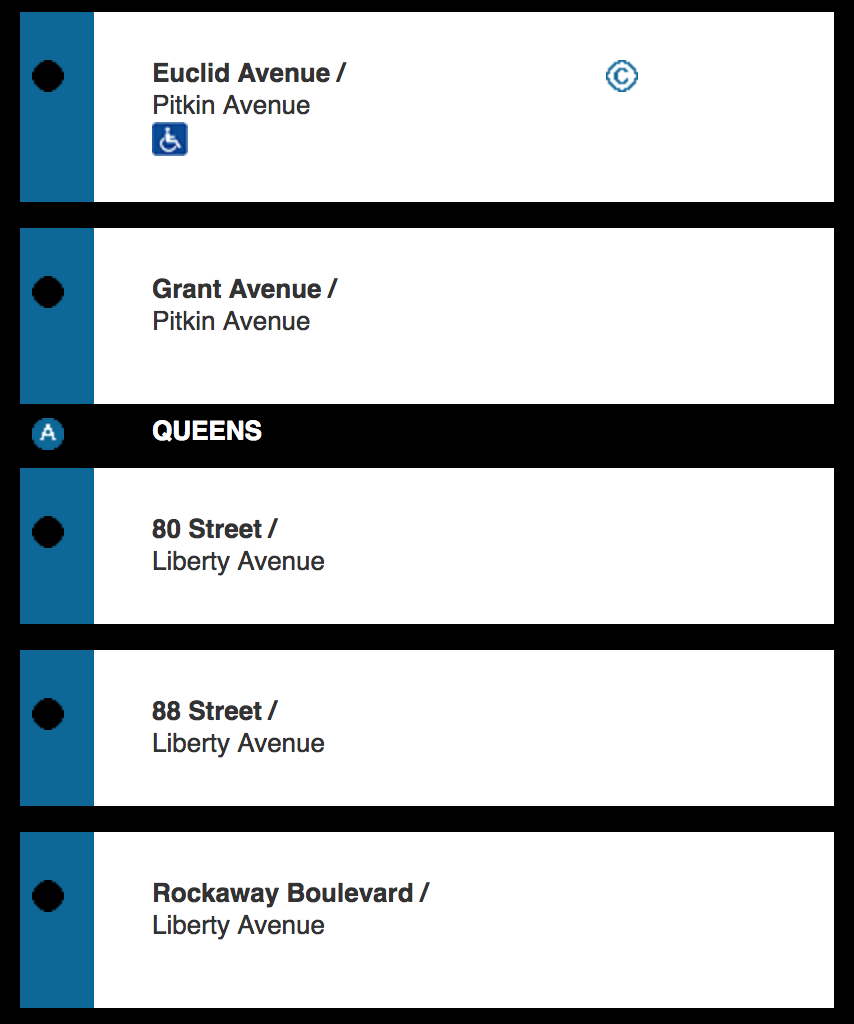 Euclid Avenue / C
Pitkin Avenue
Grant Avenue /
Pitkin Avenue
A QUEENS
80 Street /
Liberty Avenue
88 Street /
Liberty Avenue
Rockaway Boulevard /
Liberty Avenue